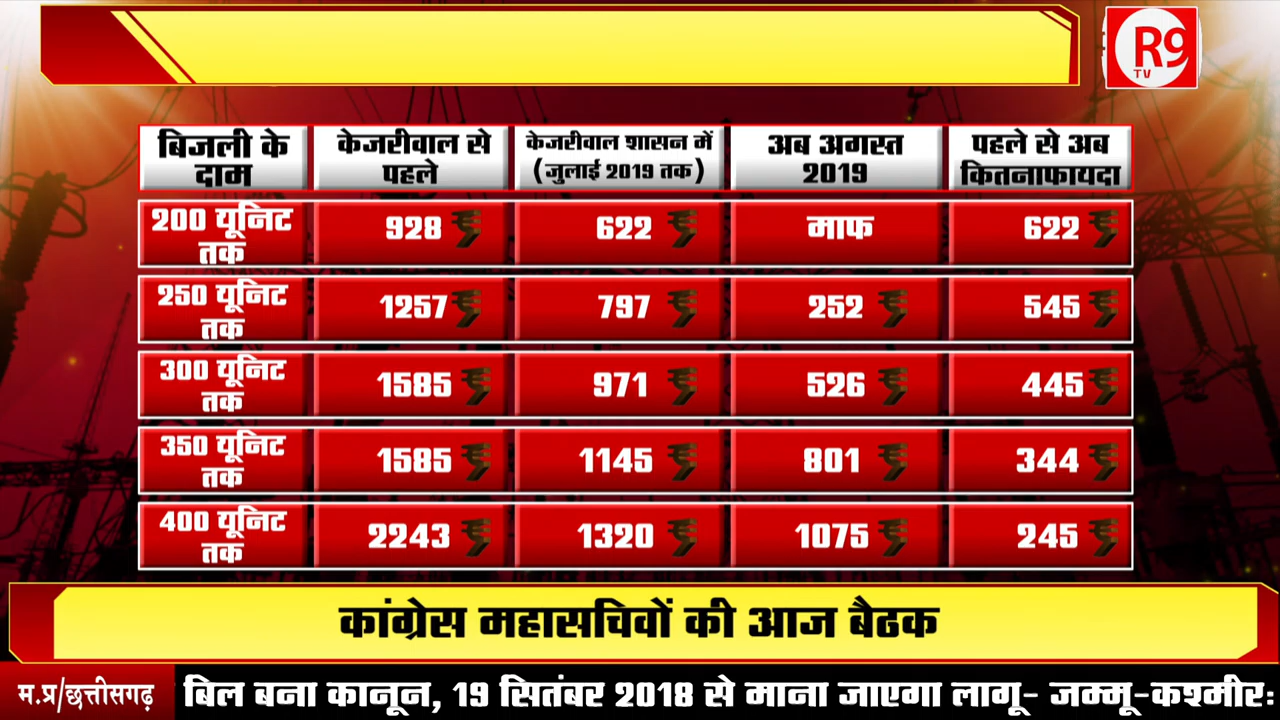 R9
TV
बिजली के दाम केजरीवाल से पहले केजरीवाल शासन में (जुलाई 2019 तक) अब अगस्त 2019 पहले से अब कितनाफायदा
200 यूनिट तक 928 ₹ 622 ₹ माफ 622 ₹
250 यूनिट तक 1257 ₹ 797 ₹ 252 ₹ 545 ₹
300 यूनिट तक 1585 ₹ 971 ₹ 526 ₹ 445 ₹
350 यूनिट तक 1585 ₹ 1145 ₹ 801 ₹ 344 ₹
400 यूनिट तक 2243 ₹ 1320 ₹ 1075 ₹ 245 ₹
कांग्रेस महासचिवों की आज बैठक
म.प्र/छत्तीसगढ़ बिल बना कानून, 19 सितंबर 2018 से माना जाएगा लागू- जम्मू-कश्मीर: